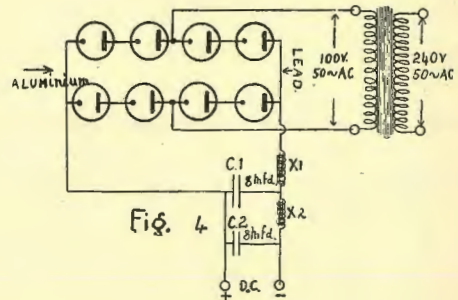 ALUMINIUM
LEAD.
100V.
50~AC
240V
50~AC
C.1
8mfd.
X1
X2
Fig. 4
C.2
8mfd.
D.C.
+ -